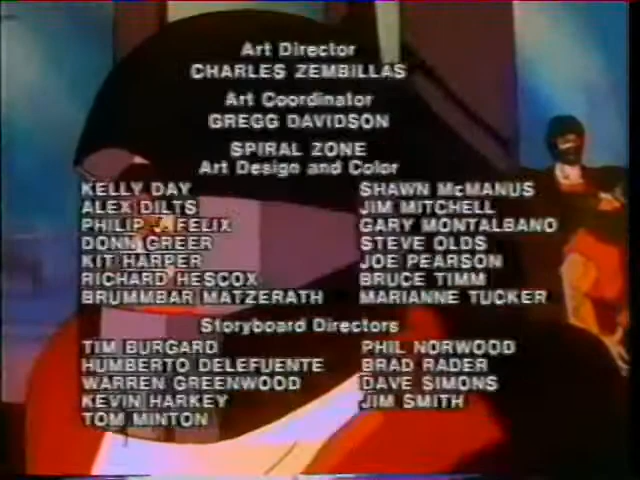 Art Director
CHARLES ZEMBILLAS
Art Coordinator
GREGG DAVIDSON
SPIRAL ZONE
Art Design and Color
KELLY DAY
ALEX DILTS
PHILIP J. FELIX
DONN GREER
KIT HARPER
RICHARD HESCOX
BRUMMBAR MATZERATH
SHAWN McMANUS
JIM MITCHELL
GARY MONTALBANO
STEVE OLDS
JOE PEARSON
BRUCE TIMM
MARIANNE TUCKER
Storyboard Directors
TIM BURGARD
HUMBERTO DELEFUENTE
WARREN GREENWOOD
KEVIN HARKEY
TOM MINTON
PHIL NORWOOD
BRAD RADER
DAVE SIMONS
JIM SMITH